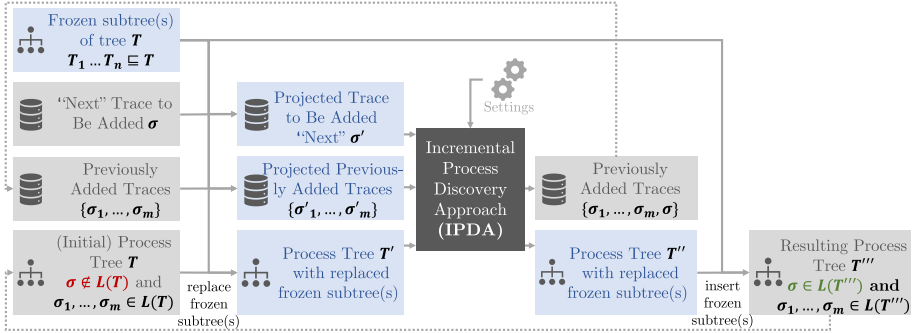 Frozen subtree(s)
of tree T
T₁ … Tₙ ⊑ T
“Next” Trace to
Be Added σ
Previously
Added Traces
{σ₁, … , σₘ}
(Initial) Process
Tree T
σ ∉ L(T) and
σ₁, … , σₘ ∈ L(T)
replace
frozen
subtree(s)
Projected Trace
to Be Added
“Next” σ′
Projected Previous-
ly Added Traces
{σ′₁, … , σ′ₘ}
Process Tree T′
with replaced
frozen subtree(s)
Settings
Incremental
Process
Discovery
Approach
(IPDA)
Previously
Added Traces
{σ₁, … , σₘ, σ}
Process Tree T′′
with replaced
frozen subtree(s)
insert
frozen
subtree(s)
Resulting Process
Tree T′′′
σ ∈ L(T′′′) and
σ₁, … , σₘ ∈ L(T′′′)